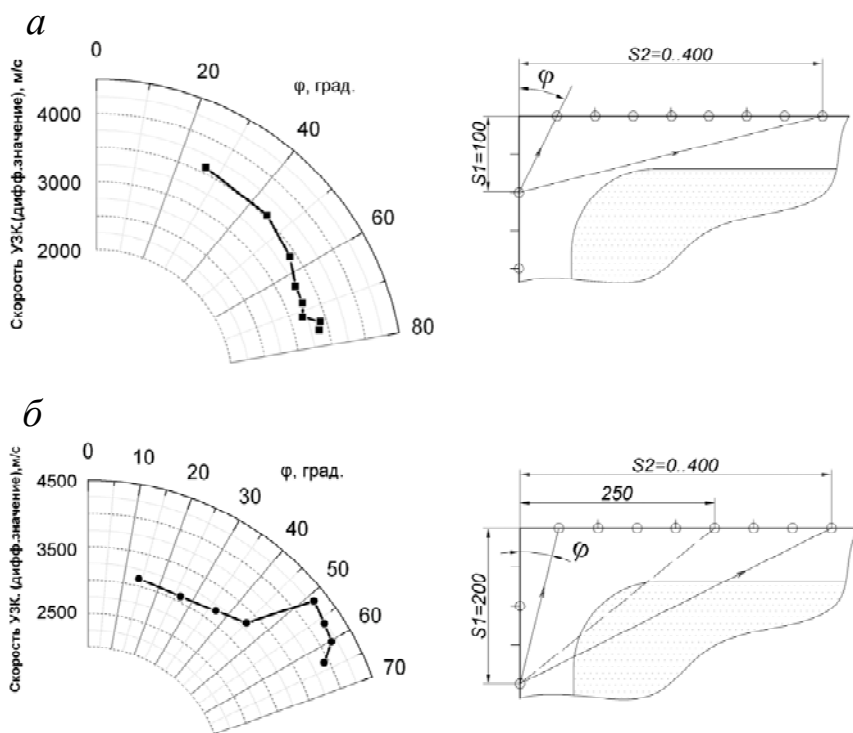 а
Скорость УЗК.(дифф.значение), м/с
0
20
φ, град.
40
60
80
4000
3000
2000
S2=0..400
φ
S1=100
б
Скорость УЗК. (дифф.значение),м/с
0
10
20
φ, град.
30
40
50
60
70
4500
3500
2500
S2=0..400
250
φ
S1=200